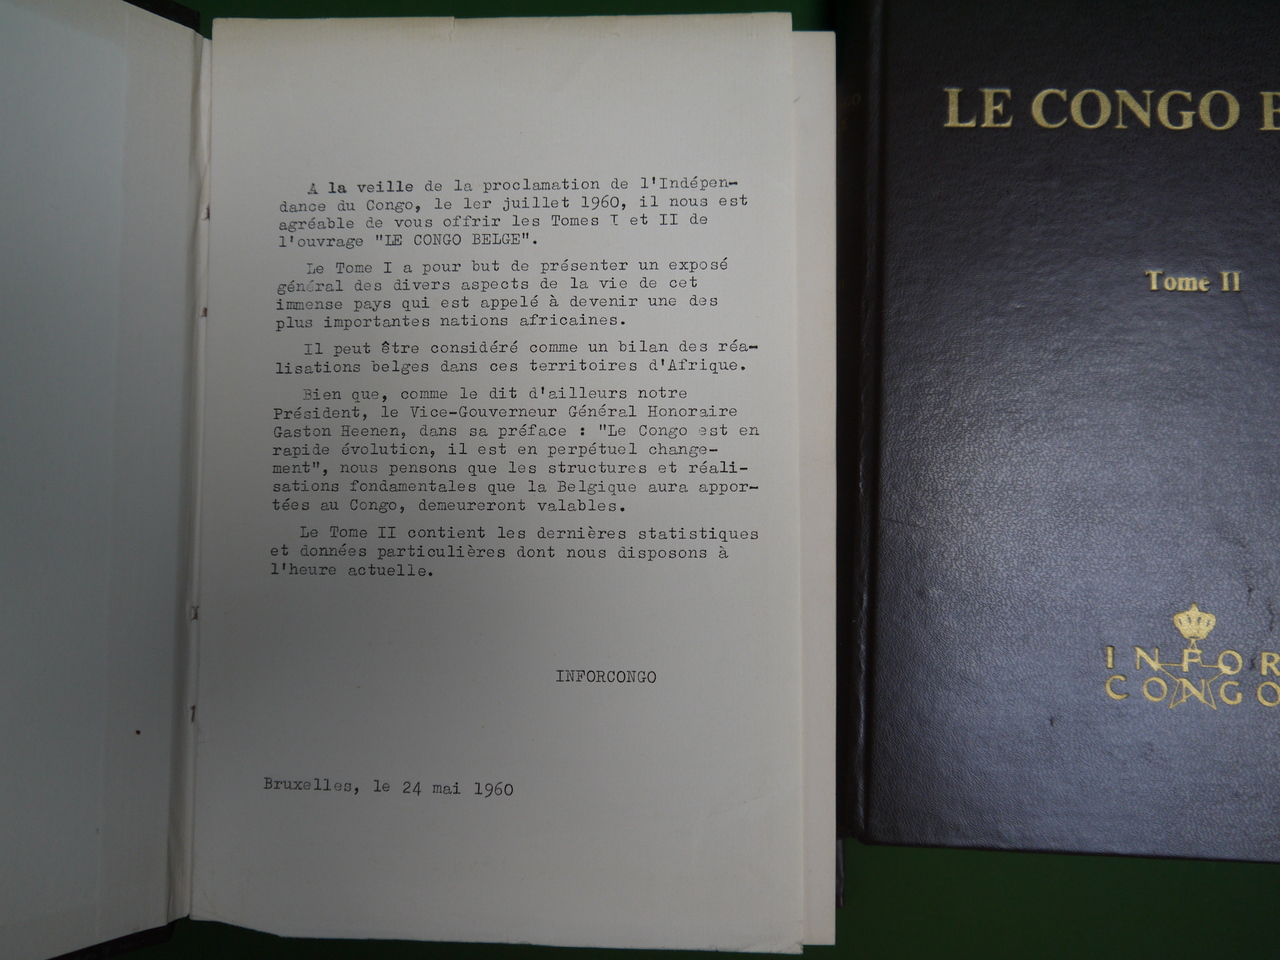 A la veille de la proclamation de l'Indépen-
dance du Congo, le 1er juillet 1960, il nous est
agréable de vous offrir les Tomes I et II de
l'ouvrage "LE CONGO BELGE".
Le Tome I a pour but de présenter un exposé
général des divers aspects de la vie de cet
immense pays qui est appelé à devenir une des
plus importantes nations africaines.
Il peut être considéré comme un bilan des réa-
lisations belges dans ces territoires d'Afrique.
Bien que, comme le dit d'ailleurs notre
Président, le Vice-Gouverneur Général Honoraire
Gaston Heenen, dans sa préface : "Le Congo est en
rapide évolution, il est en perpétuel change-
ment", nous pensons que les structures et réali-
sations fondamentales que la Belgique aura appor-
tées au Congo, demeureront valables.
Le Tome II contient les dernières statistiques
et données particulières dont nous disposons à
l'heure actuelle.
INFORCONGO
Bruxelles, le 24 mai 1960
LE CONGO B
Tome II
INFOR
CONGO